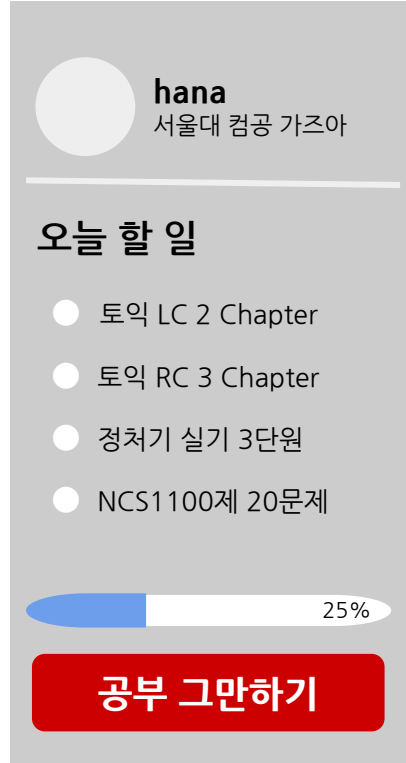 hana
서울대 컴공 가즈아
오늘 할 일
토익 LC 2 Chapter
토익 RC 3 Chapter
정처기 실기 3단원
NCS1100제 20문제
25%
공부 그만하기